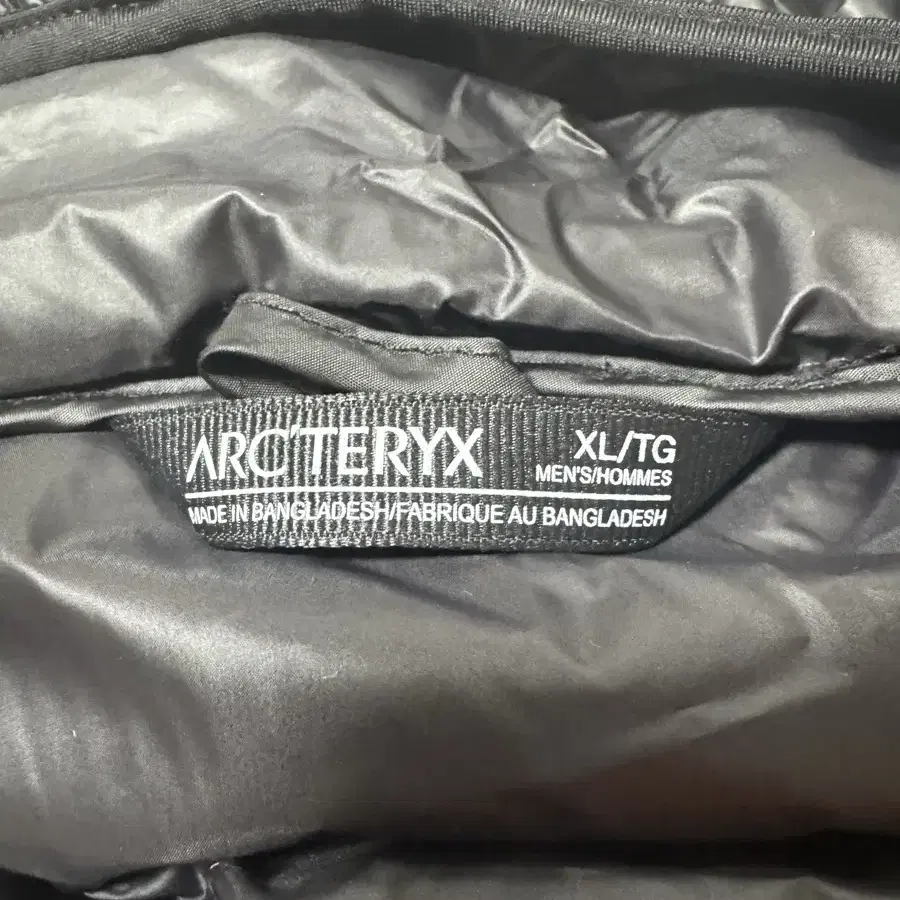 ARC'TERYX
XL/TG
MEN'S/HOMMES
MADE IN BANGLADESH/FABRIQUE AU BANGLADESH